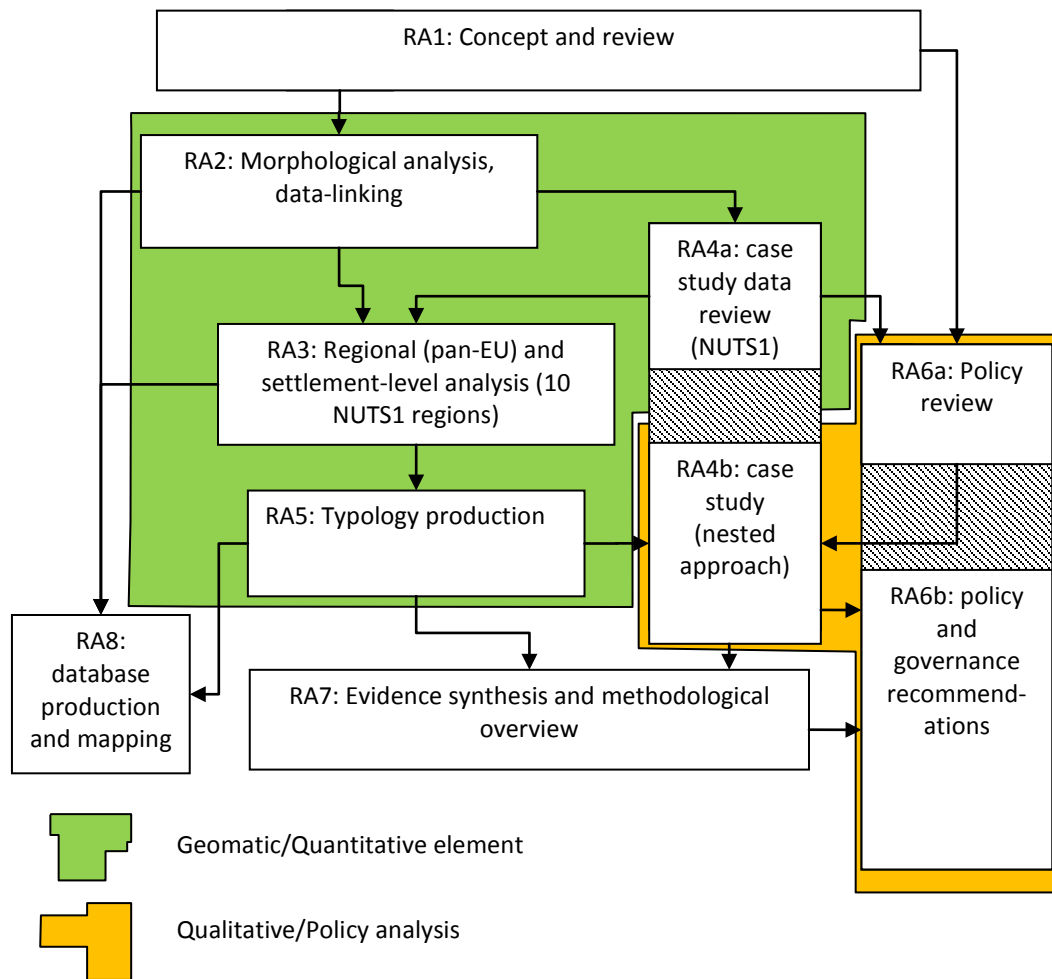 RA1: Concept and review
RA2: Morphological analysis,
data-linking
RA4a: case
study data
review
(NUTS1)
RA3: Regional (pan-EU) and
settlement-level analysis (10
NUTS1 regions)
RA6a: Policy
review
RA4b: case
study
(nested
approach)
RA5: Typology production
RA6b: policy
and
governance
recommend-
ations
RA8:
database
production
and mapping
RA7: Evidence synthesis and methodological
overview
Geomatic/Quantitative element
Qualitative/Policy analysis